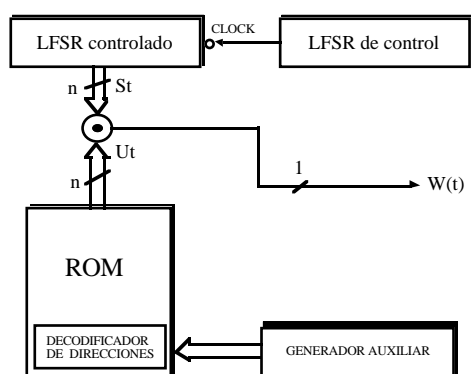 LFSR controlado
CLOCK
LFSR de control
n
St
Ut
n
1
W(t)
ROM
DECODIFICADOR
DE DIRECCIONES
GENERADOR AUXILIAR